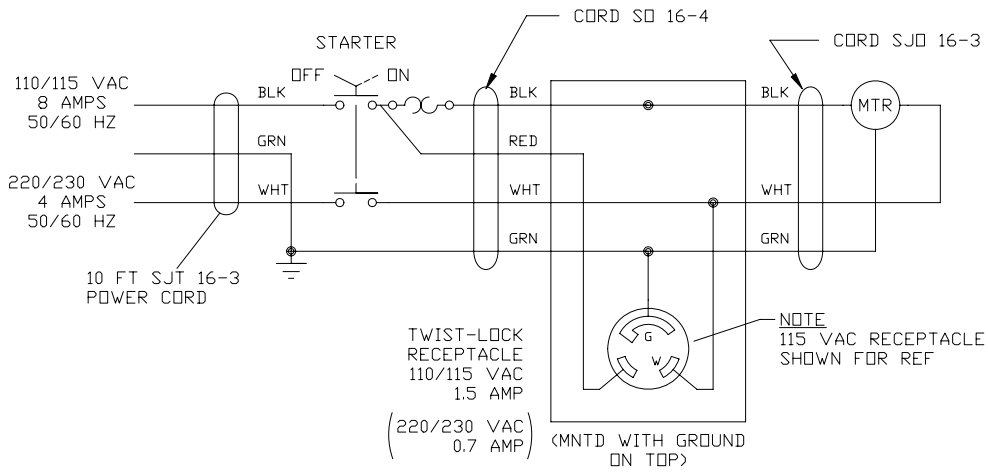 CORD SO 16-4
CORD SJO 16-3
STARTER
OFF
ON
110/115 VAC
8 AMPS
50/60 HZ
BLK
BLK
BLK
MTR
GRN
RED
220/230 VAC
4 AMPS
50/60 HZ
WHT
WHT
WHT
GRN
GRN
10 FT SJT 16-3
POWER CORD
TWIST-LOCK
RECEPTACLE
110/115 VAC
1.5 AMP
(220/230 VAC
0.7 AMP)
G
W
NOTE
115 VAC RECEPTACLE
SHOWN FOR REF
(MNTD WITH GROUND
ON TOP)